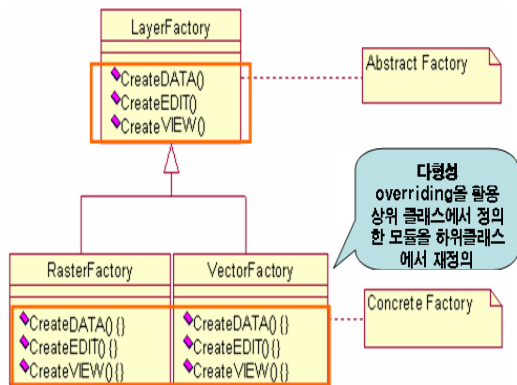 LayerFactory
CreateDATA()
CreateEDIT()
CreateVIEW()
Abstract Factory
다형성
overriding을 활용
상위 클래스에서 정의
한 모듈을 하위클래스
에서 재정의
RasterFactory
CreateDATA() {}
CreateEDIT() {}
CreateVIEW() {}
VectorFactory
CreateDATA() {}
CreateEDIT() {}
CreateVIEW() {}
Concrete Factory